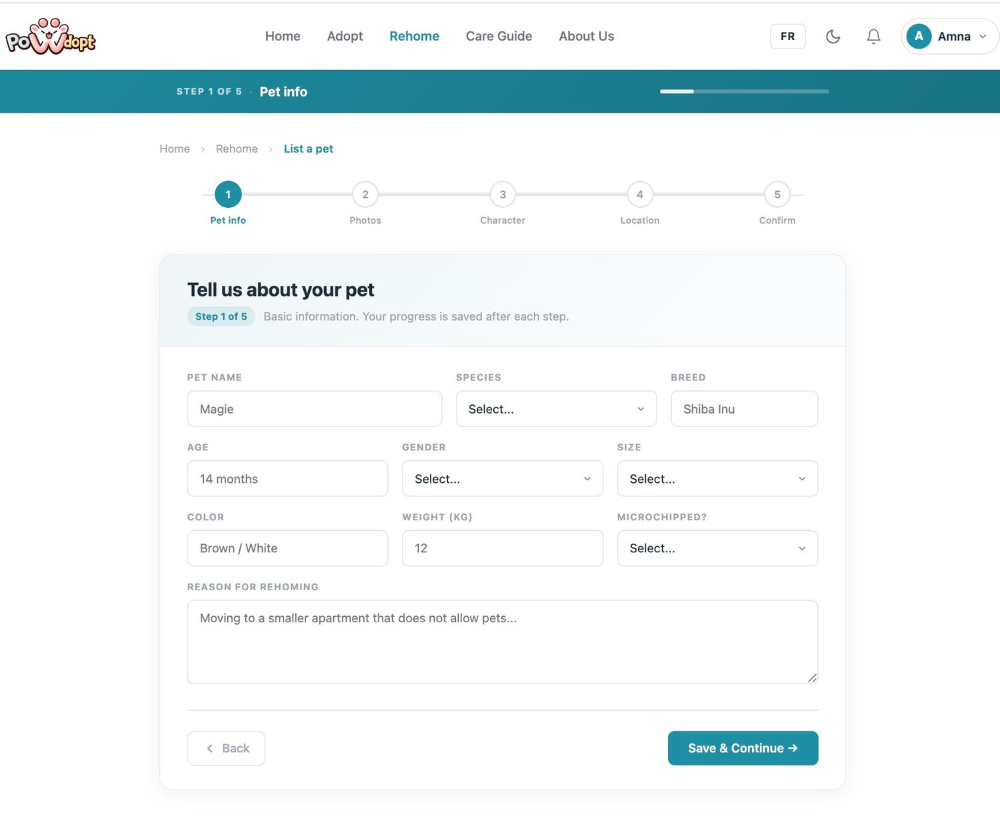 PoWdopt
Home Adopt Rehome Care Guide About Us FR A Amna
STEP 1 OF 5 · Pet info
Home › Rehome › List a pet
1 2 3 4 5
Pet info Photos Character Location Confirm
Tell us about your pet
Step 1 of 5 Basic information. Your progress is saved after each step.
PET NAME SPECIES BREED
Magie Select... Shiba Inu
AGE GENDER SIZE
14 months Select... Select...
COLOR WEIGHT (KG) MICROCHIPPED?
Brown / White 12 Select...
REASON FOR REHOMING
Moving to a smaller apartment that does not allow pets...
Back Save & Continue →